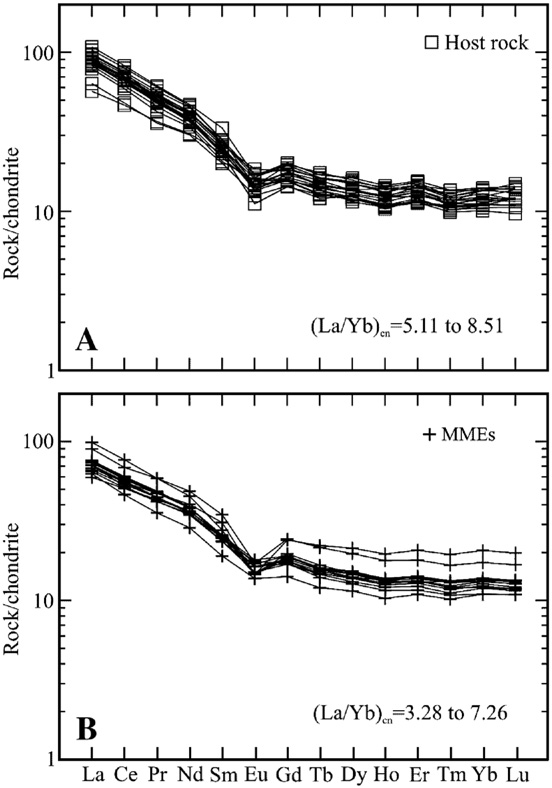 100
Host rock
Rock/chondrite
10
(La/Yb)cn=5.11 to 8.51
A
1
100
MMEs
Rock/chondrite
10
(La/Yb)cn=3.28 to 7.26
B
1
La Ce Pr Nd Sm Eu Gd Tb Dy Ho Er Tm Yb Lu